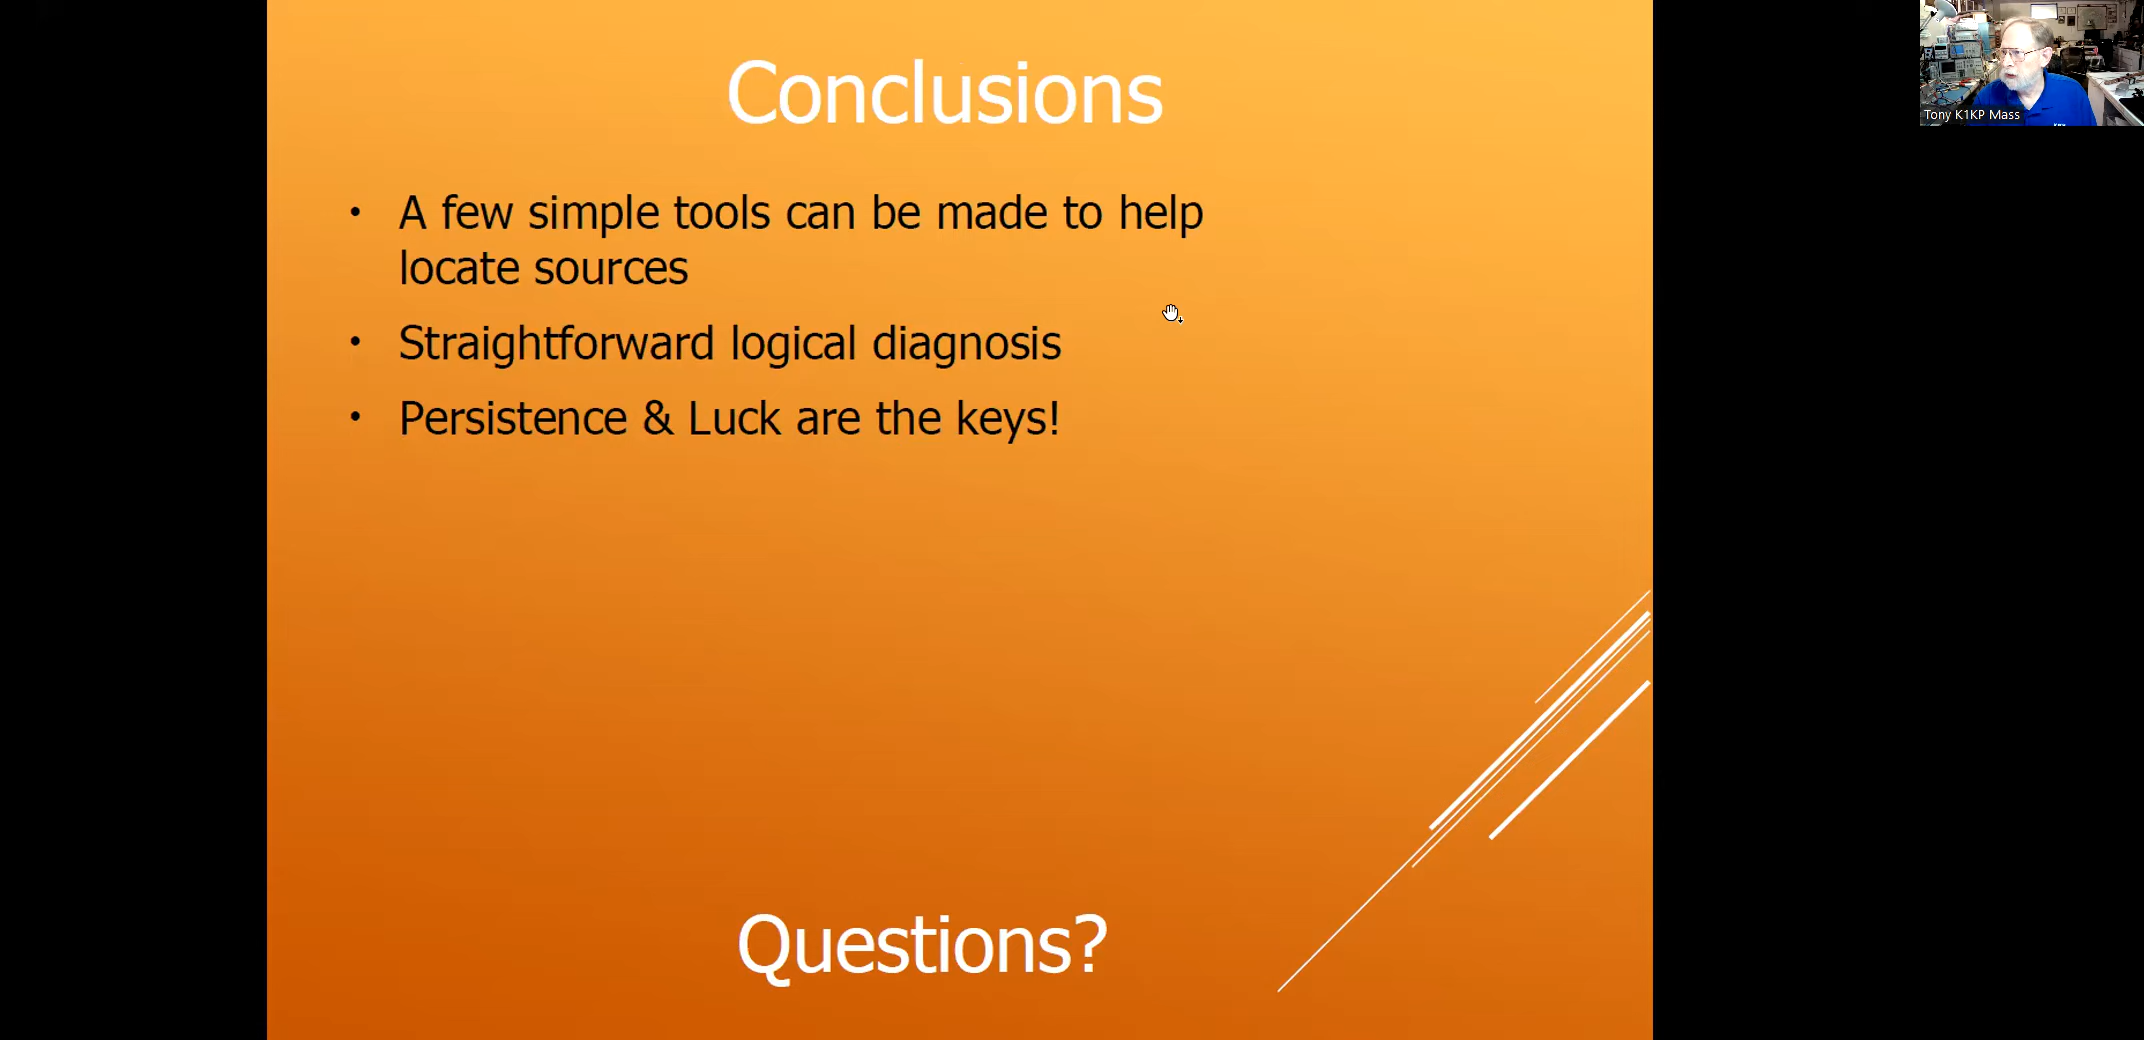 Conclusions
• A few simple tools can be made to help
locate sources
• Straightforward logical diagnosis
• Persistence & Luck are the keys!
Questions?
Tony K1KP Mass